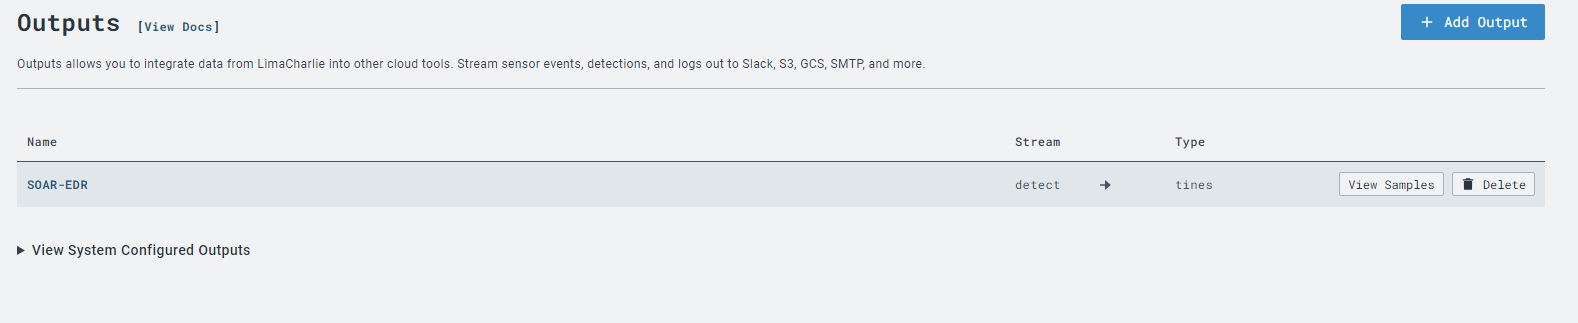 Outputs [View Docs]
+ Add Output
Outputs allows you to integrate data from LimaCharlie into other cloud tools. Stream sensor events, detections, and logs out to Slack, S3, GCS, SMTP, and more.
Name Stream Type
SOAR-EDR detect → tines View Samples Delete
View System Configured Outputs